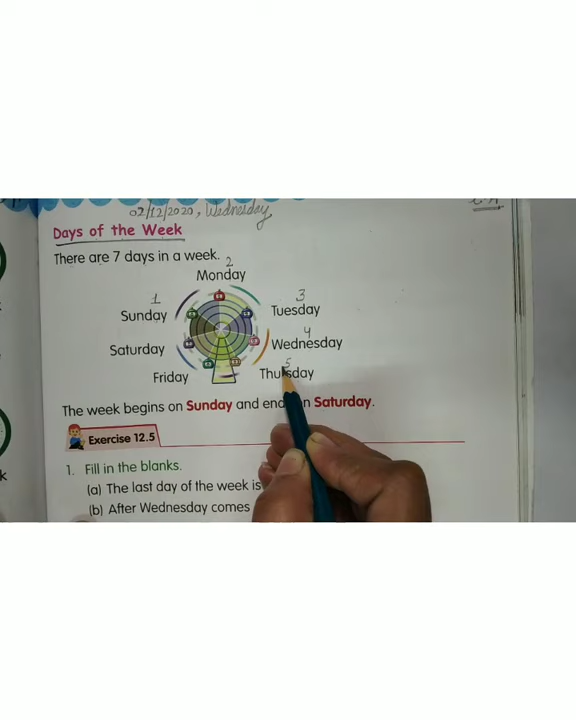 02/12/2020, Wednesday
Days of the Week
There are 7 days in a week.
2
Monday
1
Sunday
3
Tuesday
4
Wednesday
Saturday
5
Thursday
Friday
The week begins on Sunday and ends on Saturday.
Exercise 12.5
1. Fill in the blanks.
(a) The last day of the week is
(b) After Wednesday comes